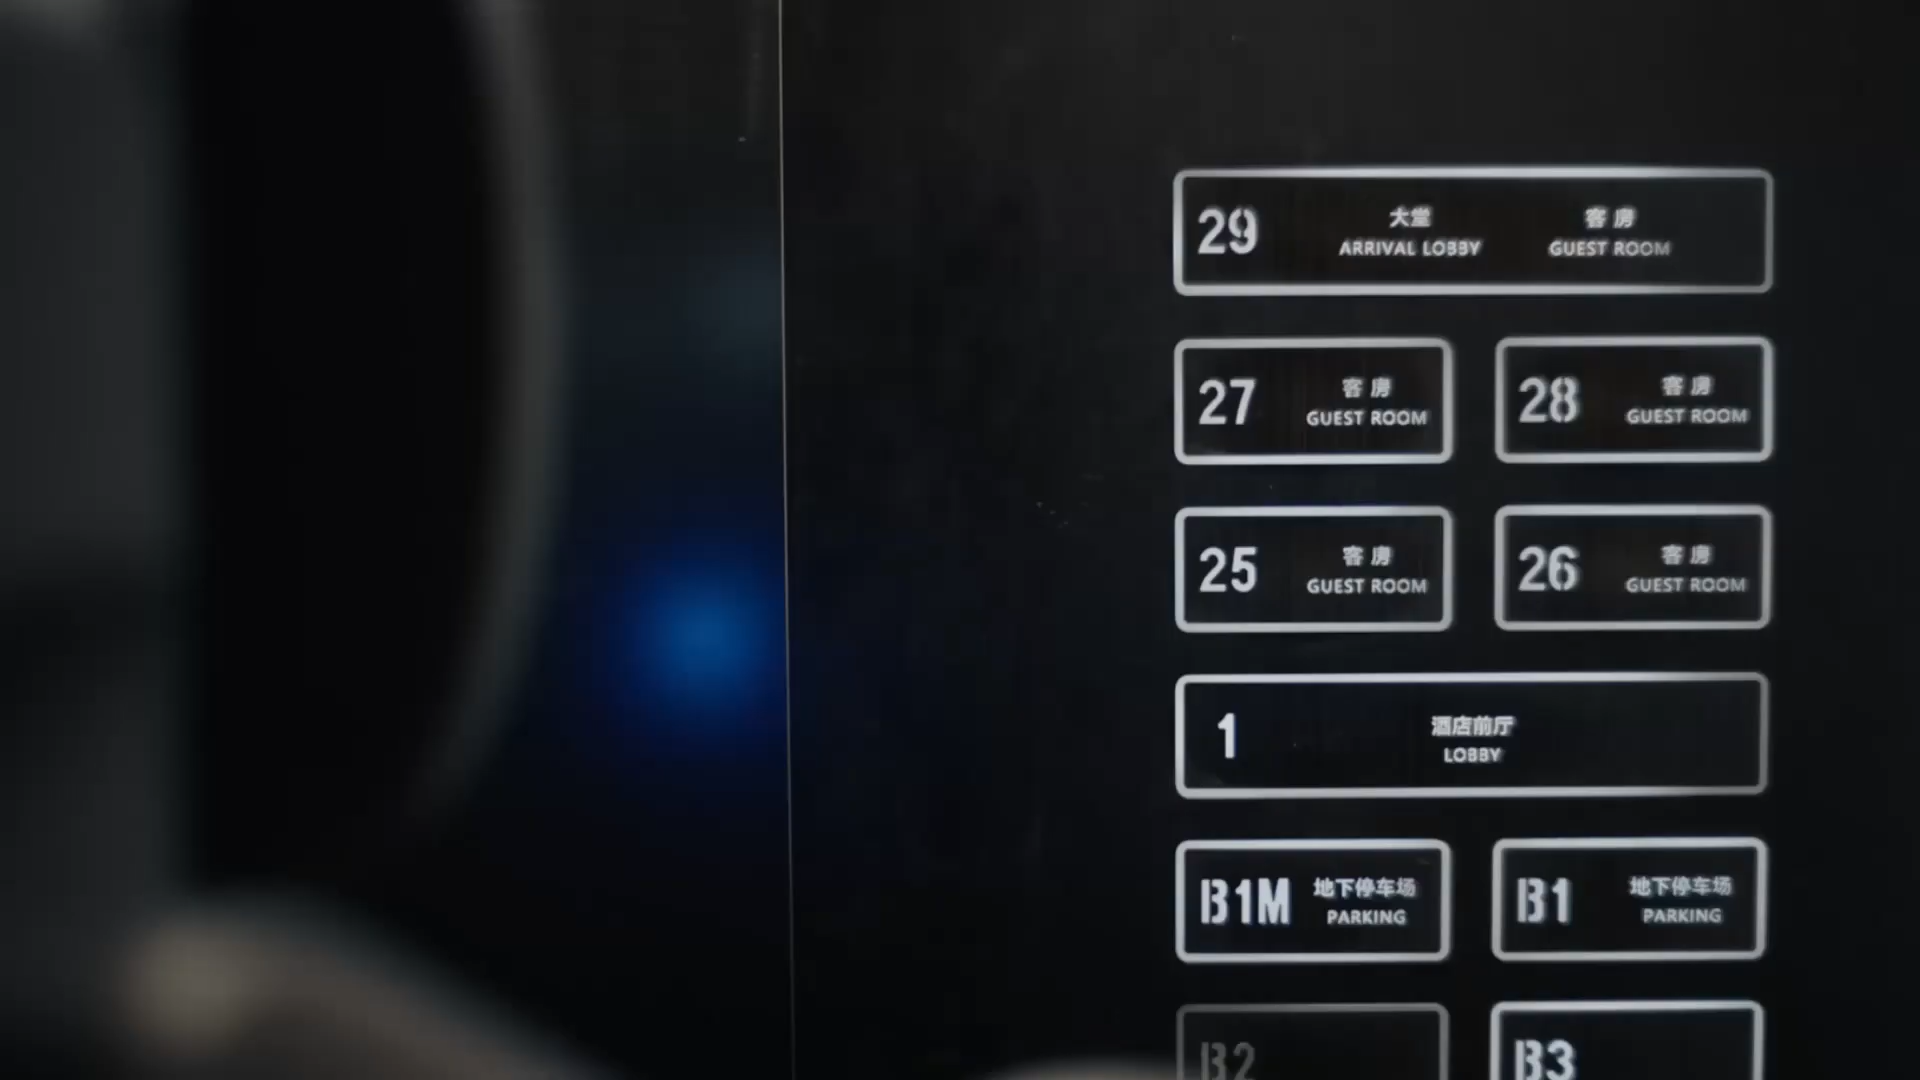 29 大堂 客房
ARRIVAL LOBBY GUEST ROOM
27 客房 28 客房
GUEST ROOM GUEST ROOM
25 客房 26 客房
GUEST ROOM GUEST ROOM
1 酒店前厅
LOBBY
B1M 地下停车场 B1 地下停车场
PARKING PARKING
B2 B3